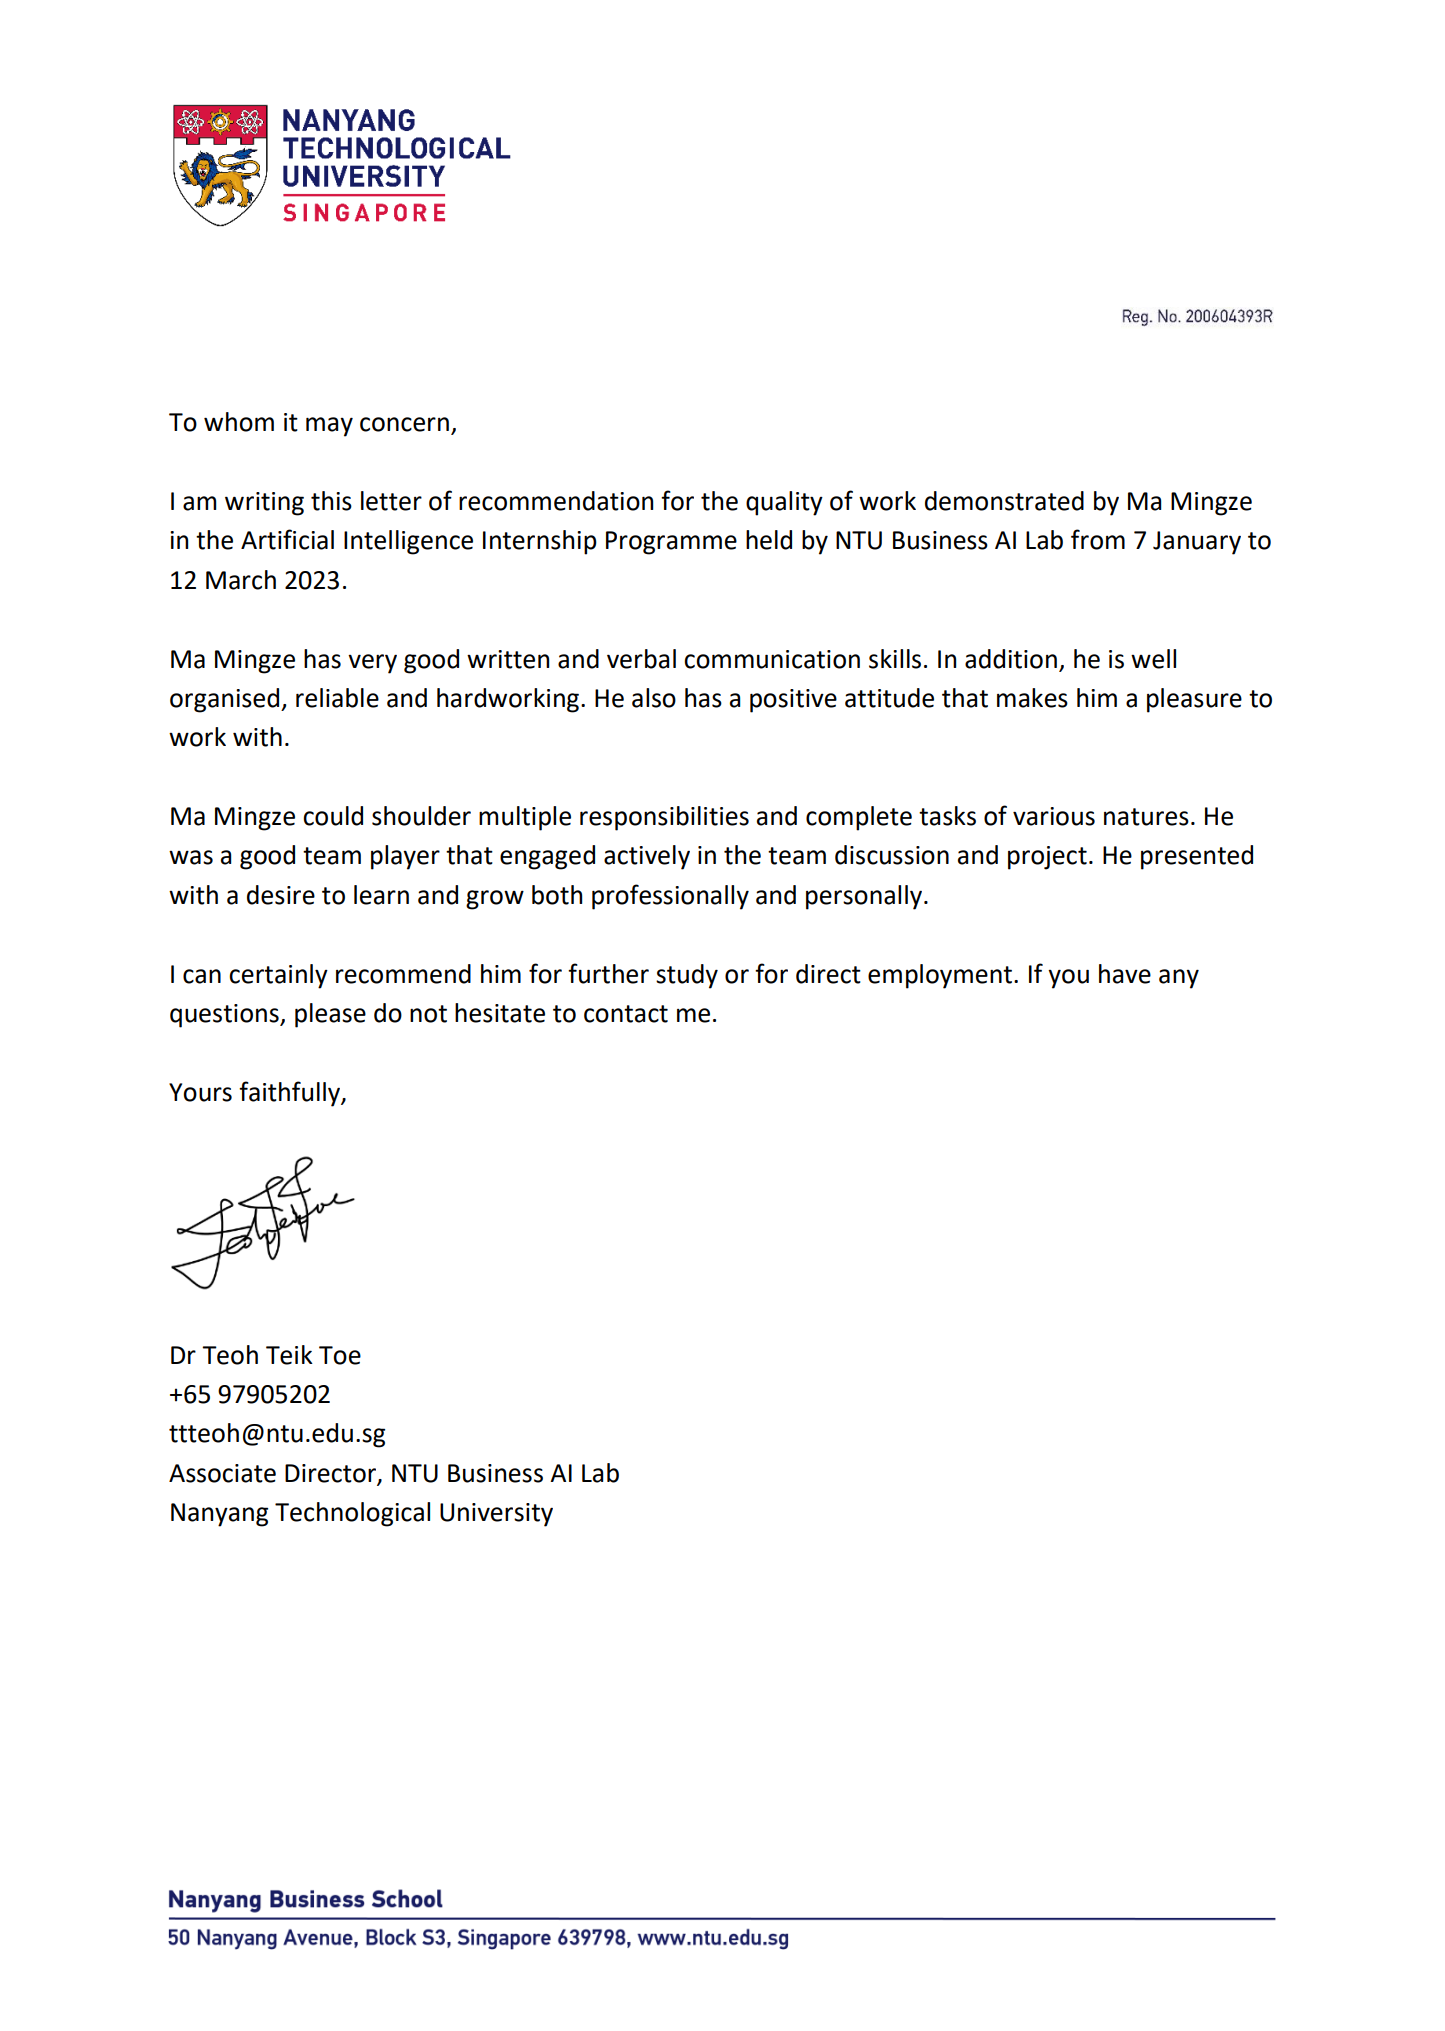 NANYANG
TECHNOLOGICAL
UNIVERSITY
SINGAPORE
Reg. No. 200604393R
To whom it may concern,
I am writing this letter of recommendation for the quality of work demonstrated by Ma Mingze
in the Artificial Intelligence Internship Programme held by NTU Business AI Lab from 7 January to
12 March 2023.
Ma Mingze has very good written and verbal communication skills. In addition, he is well
organised, reliable and hardworking. He also has a positive attitude that makes him a pleasure to
work with.
Ma Mingze could shoulder multiple responsibilities and complete tasks of various natures. He
was a good team player that engaged actively in the team discussion and project. He presented
with a desire to learn and grow both professionally and personally.
I can certainly recommend him for further study or for direct employment. If you have any
questions, please do not hesitate to contact me.
Yours faithfully,
Dr Teoh Teik Toe
+65 97905202
ttteoh@ntu.edu.sg
Associate Director, NTU Business AI Lab
Nanyang Technological University
Nanyang Business School
50 Nanyang Avenue, Block S3, Singapore 639798, www.ntu.edu.sg